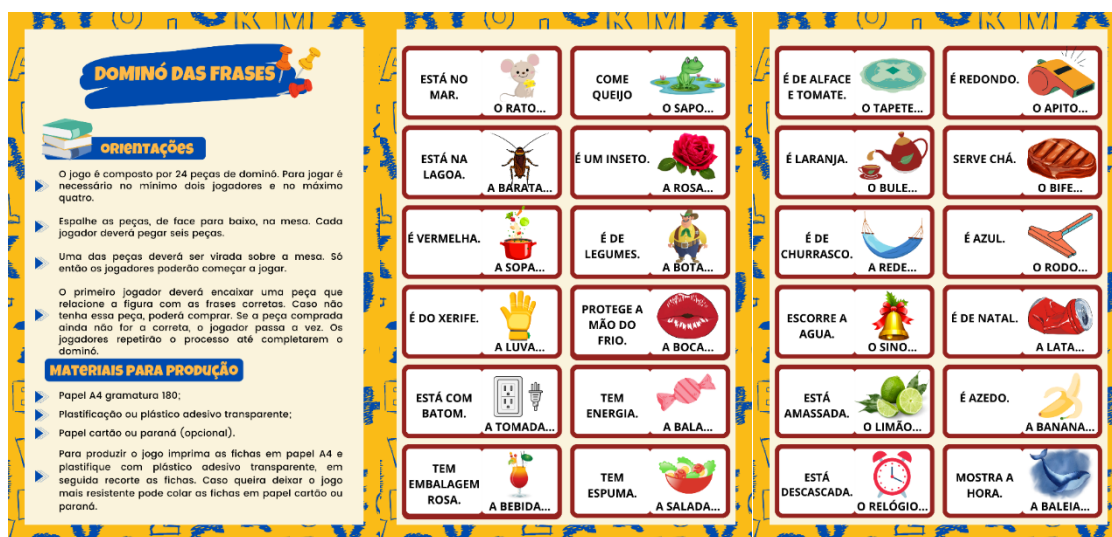 DOMINÓ DAS FRASES
ORIENTAÇÕES
O jogo é composto por 24 peças de dominó. Para jogar é
necessário no mínimo dois jogadores e no máximo
quatro.
Espalhe as peças, de face para baixo, na mesa. Cada
jogador deverá pegar seis peças.
Uma das peças deverá ser virada sobre a mesa. Só
então os jogadores poderão começar a jogar.
O primeiro jogador deverá encaixar uma peça que
relacione a figura com as frases corretas. Caso não
tenha essa peça, poderá comprar. Se a peça comprada
ainda não for a correta, o jogador passa a vez. Os
jogadores repetirão o processo até completarem o
dominó.
MATERIAIS PARA PRODUÇÃO
Papel A4 gramatura 180;
Plastificação ou plástico adesivo transparente;
Papel cartão ou paraná (opcional).
Para produzir o jogo imprima as fichas em papel A4 e
plastifique com plástico adesivo transparente, em
seguida recorte as fichas. Caso queira deixar o jogo
mais resistente pode colar as fichas em papel cartão ou
paraná.
ESTÁ NO
MAR.
O RATO...
COME
QUEIJO
O SAPO...
ESTÁ NA
LAGOA.
A BARATA...
É UM INSETO.
A ROSA...
É VERMELHA.
A SOPA...
É DE
LEGUMES.
A BOTA...
É DO XERIFE.
A LUVA...
PROTEGE A
MÃO DO
FRIO.
A BOCA...
ESTÁ COM
BATOM.
A TOMADA...
TEM
ENERGIA.
A BALA...
TEM
EMBALAGEM
ROSA.
A BEBIDA...
TEM
ESPUMA.
A SALADA...
É DE ALFACE
E TOMATE.
O TAPETE...
É REDONDO.
O APITO...
É LARANJA.
O BULE...
SERVE CHÁ.
O BIFE...
É DE
CHURRASCO.
A REDE...
É AZUL.
O RODO...
ESCORRE A
AGUA.
O SINO...
É DE NATAL.
A LATA...
ESTÁ
AMASSADA.
O LIMÃO...
É AZEDO.
A BANANA...
ESTÁ
DESCASCADA.
O RELÓGIO...
MOSTRA A
HORA.
A BALEIA...